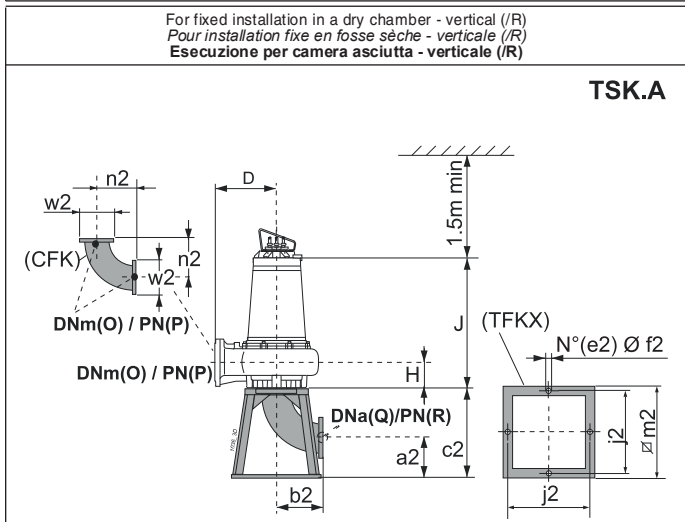 For fixed installation in a dry chamber - vertical (/R)
Pour installation fixe en fosse sèche - verticale (/R)
Esecuzione per camera asciutta - verticale (/R)
TSK.A
n2
D
w2
1.5m min
(CFK)
n2
w2
DNm(O) / PN(P)
J
(TFKX)
N°(e2) Ø f2
DNm(O) / PN(P)
H
DNa(Q)/PN(R)
a2
c2
j2
Ø m2
b2
j2